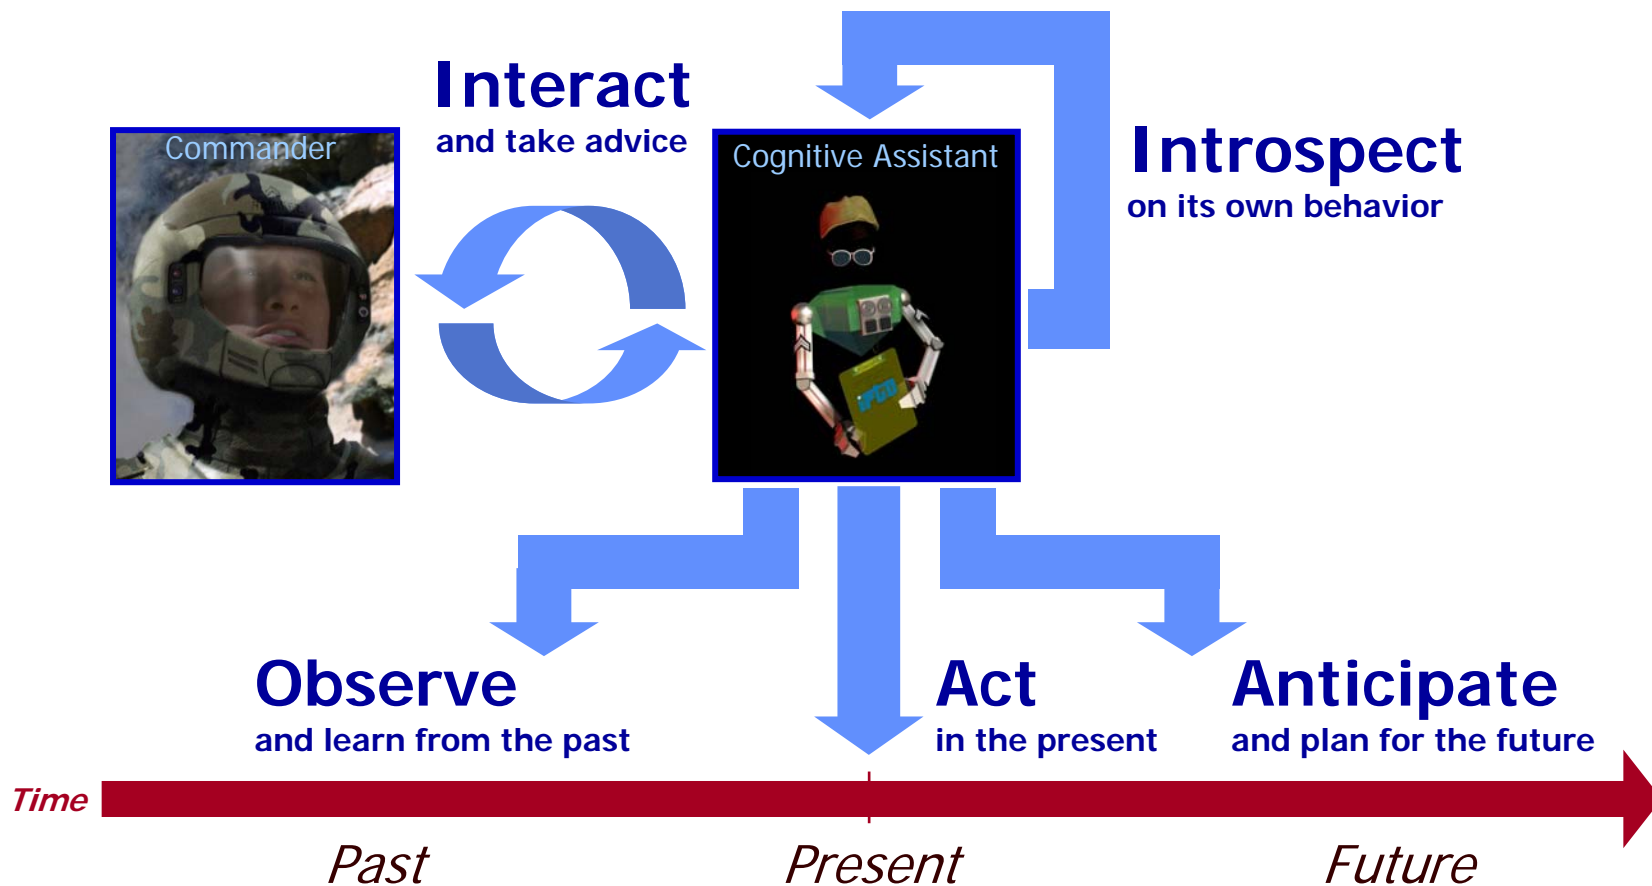 Interact
and take advice
Commander
Cognitive Assistant
Introspect
on its own behavior
ipto
Observe
and learn from the past
Act
in the present
Anticipate
and plan for the future
Time
Past
Present
Future